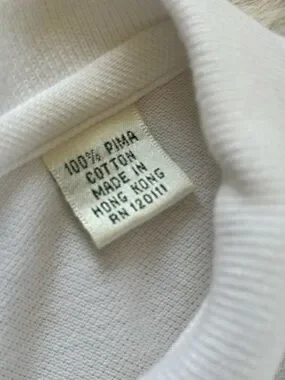 100% PIMA
COTTON
MADE IN
HONG KONG
RN 120111